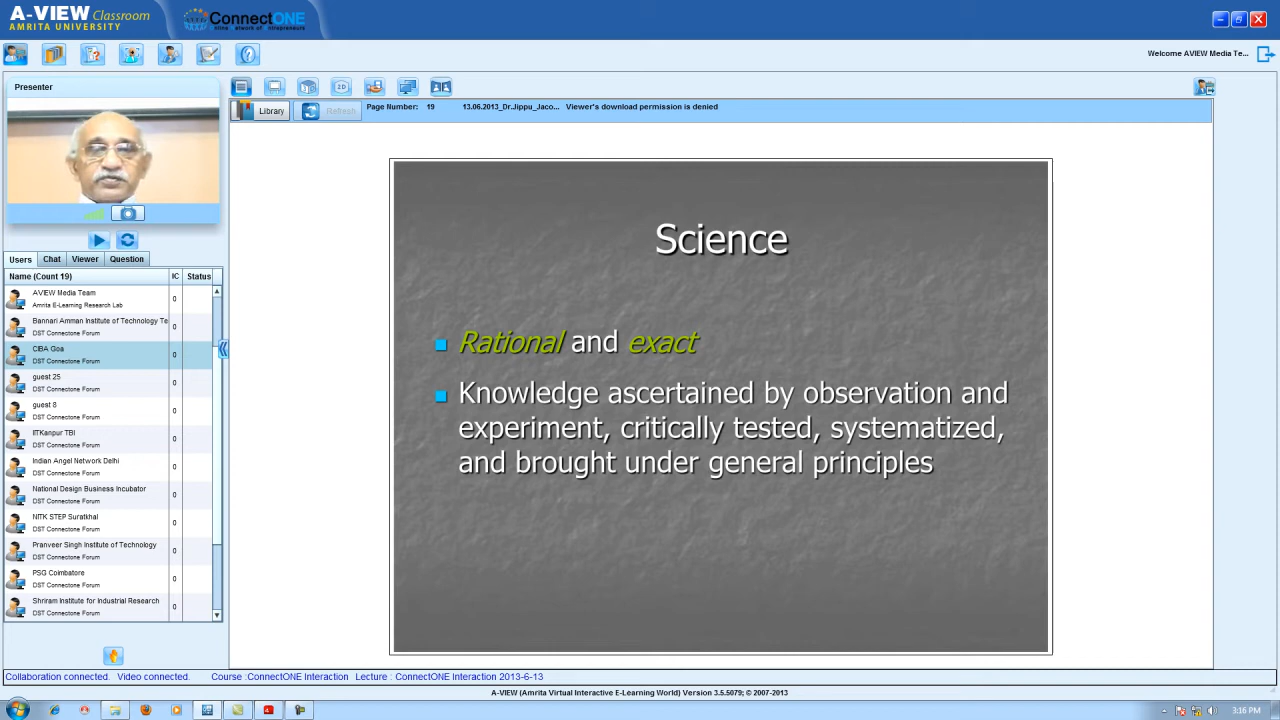 A-VIEW Classroom
AMRITA UNIVERSITY
ConnectONE
Welcome AVIEW Media Te...
Presenter
Library
Refresh
Page Number: 19 13.06.2013_Dr.Jippu_Jaco... Viewer's download permission is denied
Science
Rational and exact
Knowledge ascertained by observation and
experiment, critically tested, systematized,
and brought under general principles
Users Chat Viewer Question
Name (Count 19) IC Status
AVIEW Media Team
Amrita E-Learning Research Lab
0
Bannari Amman Institute of Technology Te
DST Connectone Forum
0
CIBA Goa
DST Connectone Forum
0
guest 25
DST Connectone Forum
0
guest 8
DST Connectone Forum
0
IITKanpur TBI
DST Connectone Forum
0
Indian Angel Network Delhi
DST Connectone Forum
0
National Design Business Incubator
DST Connectone Forum
0
NITK STEP Suratkhal
DST Connectone Forum
0
Pranveer Singh Institute of Technology
DST Connectone Forum
0
PSG Coimbatore
DST Connectone Forum
0
Shriram Institute for Industrial Research
DST Connectone Forum
0
Collaboration connected. Video connected. Course :ConnectONE Interaction Lecture : ConnectONE Interaction 2013-6-13
A-VIEW (Amrita Virtual Interactive E-Learning World) Version 3.5.5079; © 2007-2013
3:16 PM